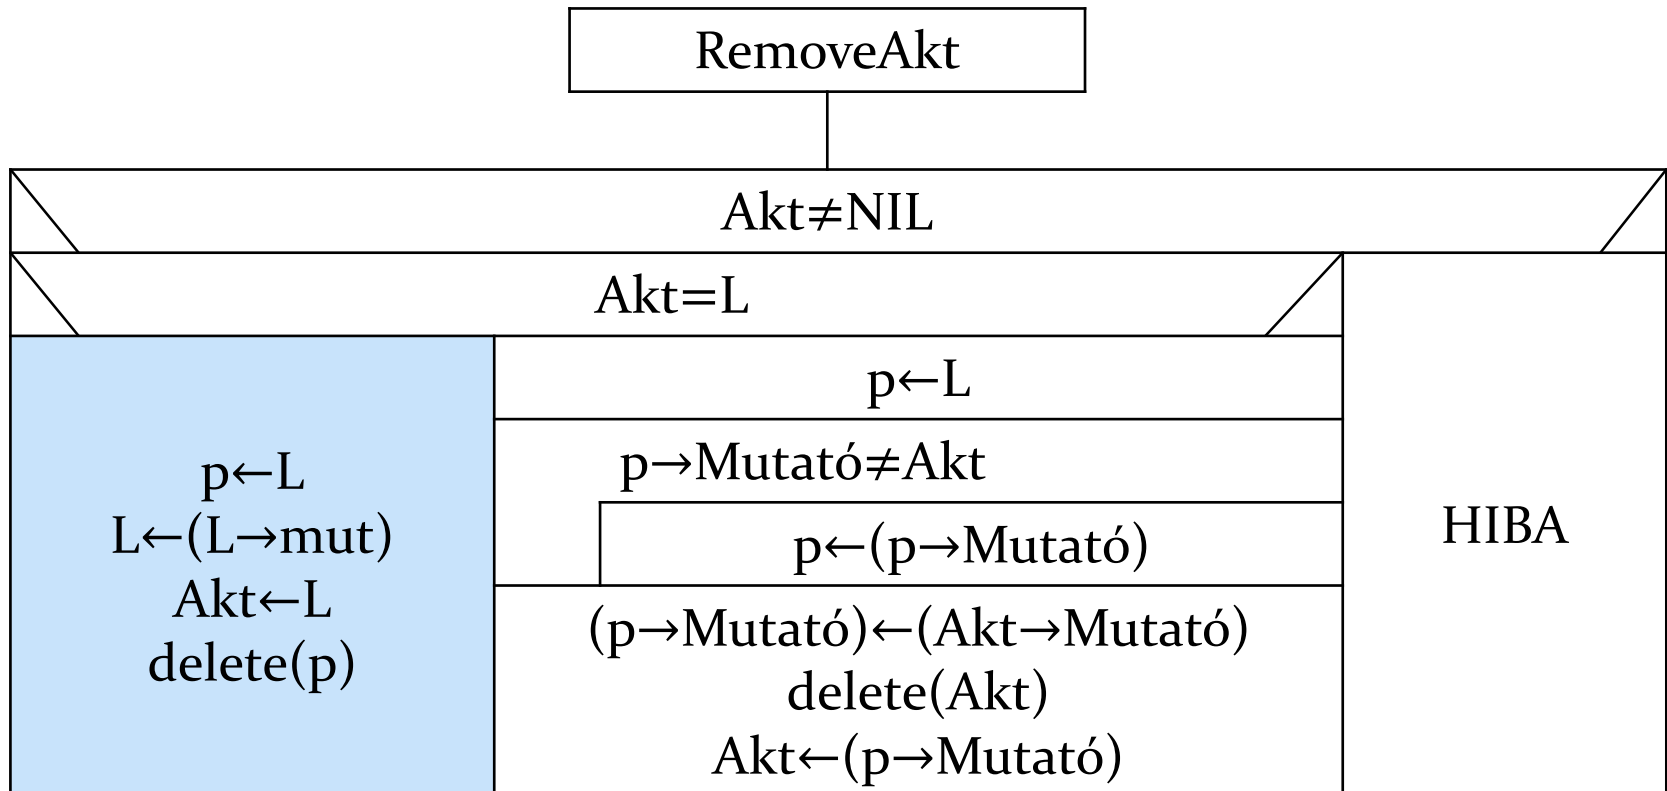 RemoveAkt
Akt≠NIL
Akt=L
p←L
L←(L→mut)
Akt←L
delete(p)
p←L
p→Mutató≠Akt
p←(p→Mutató)
(p→Mutató)←(Akt→Mutató)
delete(Akt)
Akt←(p→Mutató)
HIBA